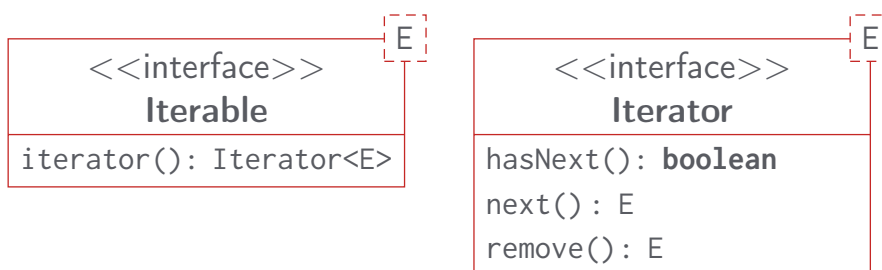 E
<<interface>>
Iterable
iterator(): Iterator<E>
E
<<interface>>
Iterator
hasNext(): boolean
next(): E
remove(): E